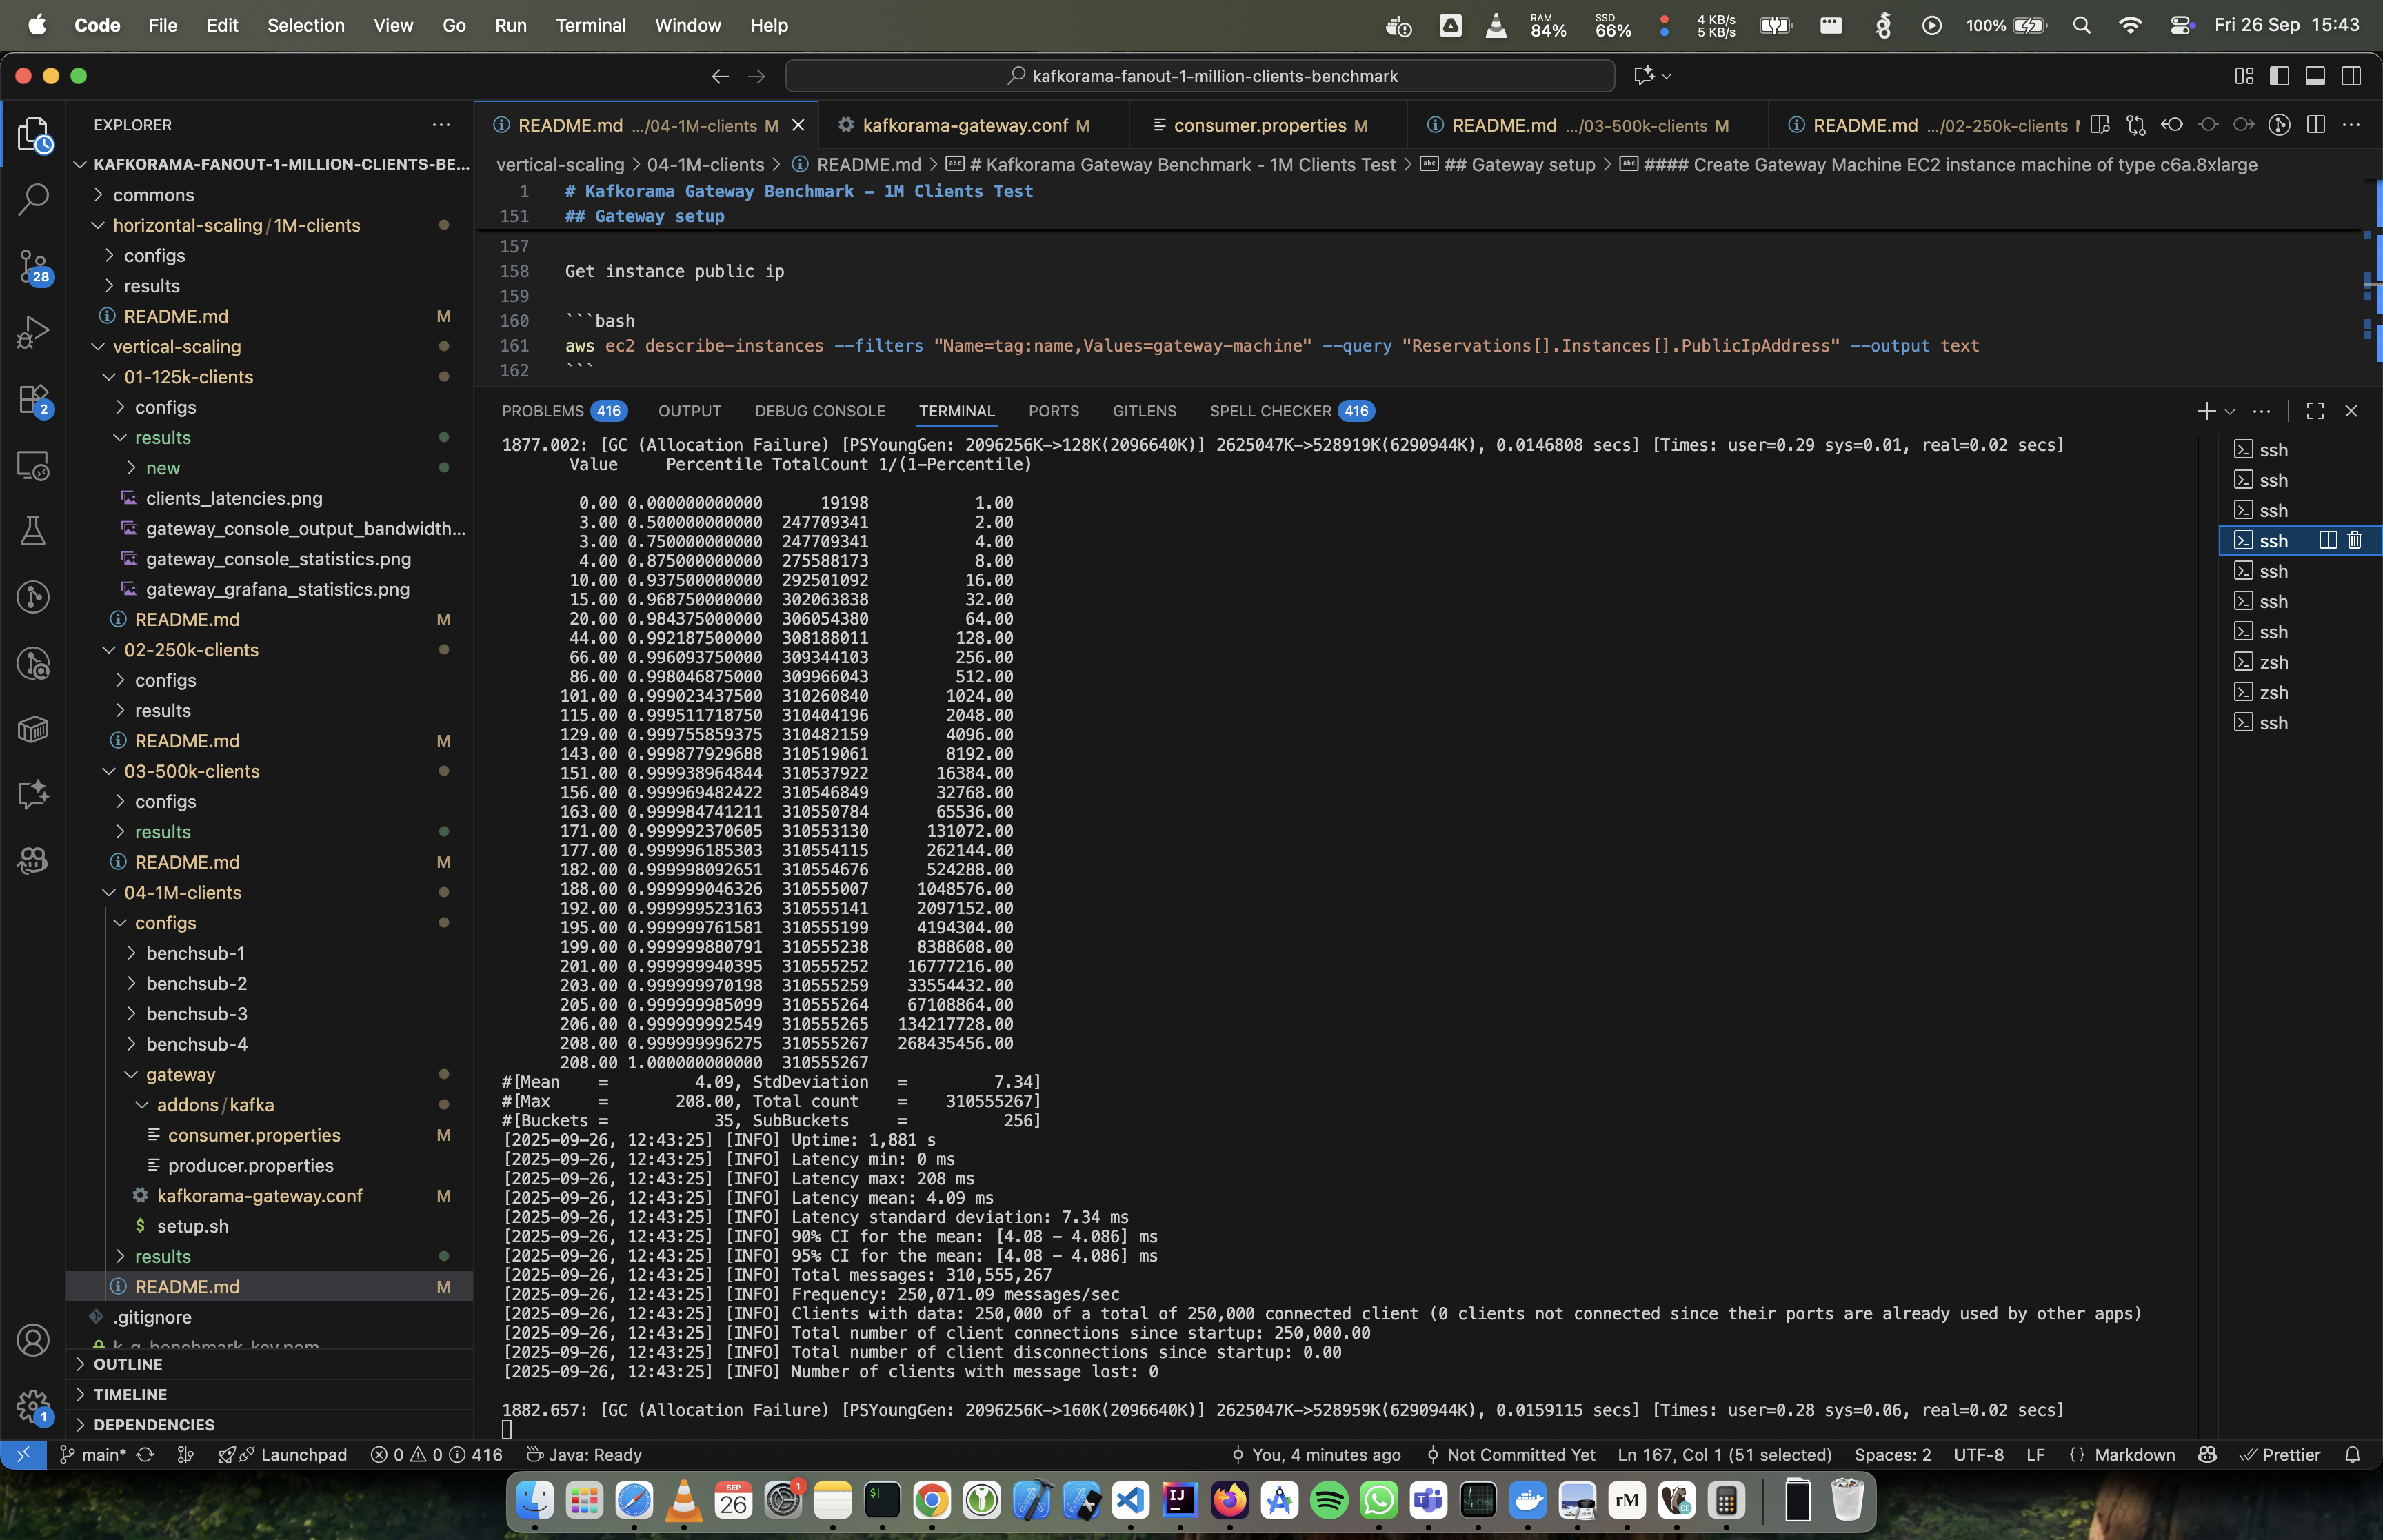 Code File Edit Selection View Go Run Terminal Window Help RAM 84% SSD 66% 4 KB/s 5 KB/s 100% Fri 26 Sep 15:43
kafkorama-fanout-1-million-clients-benchmark
EXPLORER
KAFKORAMA-FANOUT-1-MILLION-CLIENTS-BE...
commons
horizontal-scaling/1M-clients
configs
results
README.md M
vertical-scaling
01-125k-clients
configs
results
new
clients_latencies.png
gateway_console_output_bandwidth...
gateway_console_statistics.png
gateway_grafana_statistics.png
README.md M
02-250k-clients
configs
results
README.md M
03-500k-clients
configs
results
README.md M
04-1M-clients
configs
benchsub-1
benchsub-2
benchsub-3
benchsub-4
gateway
addons/kafka
consumer.properties M
producer.properties
kafkorama-gateway.conf M
setup.sh
results
README.md M
.gitignore
k-g-benchmark-key.pem
OUTLINE
TIMELINE
DEPENDENCIES
28
2
1
README.md .../04-1M-clients M kafkorama-gateway.conf M consumer.properties M README.md .../03-500k-clients M README.md .../02-250k-clients
vertical-scaling > 04-1M-clients > README.md > # Kafkorama Gateway Benchmark - 1M Clients Test > ## Gateway setup > #### Create Gateway Machine EC2 instance machine of type c6a.8xlarge
1 # Kafkorama Gateway Benchmark – 1M Clients Test
151 ## Gateway setup
157
158 Get instance public ip
159
160 ```bash
161 aws ec2 describe-instances --filters "Name=tag:name,Values=gateway-machine" --query "Reservations[].Instances[].PublicIpAddress" --output text
162 ```
PROBLEMS 416 OUTPUT DEBUG CONSOLE TERMINAL PORTS GITLENS SPELL CHECKER 416
1877.002: [GC (Allocation Failure) [PSYoungGen: 2096256K->128K(2096640K)] 2625047K->528919K(6290944K), 0.0146808 secs] [Times: user=0.29 sys=0.01, real=0.02 secs]
Value Percentile TotalCount 1/(1-Percentile)
0.00 0.000000000000 19198 1.00
3.00 0.500000000000 247709341 2.00
3.00 0.750000000000 247709341 4.00
4.00 0.875000000000 275588173 8.00
10.00 0.937500000000 292501092 16.00
15.00 0.968750000000 302063838 32.00
20.00 0.984375000000 306054380 64.00
44.00 0.992187500000 308188011 128.00
66.00 0.996093750000 309344103 256.00
86.00 0.998046875000 309966043 512.00
101.00 0.999023437500 310260840 1024.00
115.00 0.999511718750 310404196 2048.00
129.00 0.999755859375 310482159 4096.00
143.00 0.999877929688 310519061 8192.00
151.00 0.999938964844 310537922 16384.00
156.00 0.999969482422 310546849 32768.00
163.00 0.999984741211 310550784 65536.00
171.00 0.999992370605 310553130 131072.00
177.00 0.999996185303 310554115 262144.00
182.00 0.999998092651 310554676 524288.00
188.00 0.999999046326 310555007 1048576.00
192.00 0.999999523163 310555141 2097152.00
195.00 0.999999761581 310555199 4194304.00
199.00 0.999999880791 310555238 8388608.00
201.00 0.999999940395 310555252 16777216.00
203.00 0.999999970198 310555259 33554432.00
205.00 0.999999985099 310555264 67108864.00
206.00 0.999999992549 310555265 134217728.00
208.00 0.999999996275 310555267 268435456.00
208.00 1.000000000000 310555267
#[Mean = 4.09, StdDeviation = 7.34]
#[Max = 208.00, Total count = 310555267]
#[Buckets = 35, SubBuckets = 256]
[2025-09-26, 12:43:25] [INFO] Uptime: 1,881 s
[2025-09-26, 12:43:25] [INFO] Latency min: 0 ms
[2025-09-26, 12:43:25] [INFO] Latency max: 208 ms
[2025-09-26, 12:43:25] [INFO] Latency mean: 4.09 ms
[2025-09-26, 12:43:25] [INFO] Latency standard deviation: 7.34 ms
[2025-09-26, 12:43:25] [INFO] 90% CI for the mean: [4.08 – 4.086] ms
[2025-09-26, 12:43:25] [INFO] 95% CI for the mean: [4.08 – 4.086] ms
[2025-09-26, 12:43:25] [INFO] Total messages: 310,555,267
[2025-09-26, 12:43:25] [INFO] Frequency: 250,071.09 messages/sec
[2025-09-26, 12:43:25] [INFO] Clients with data: 250,000 of a total of 250,000 connected client (0 clients not connected since their ports are already used by other apps)
[2025-09-26, 12:43:25] [INFO] Total number of client connections since startup: 250,000.00
[2025-09-26, 12:43:25] [INFO] Total number of client disconnections since startup: 0.00
[2025-09-26, 12:43:25] [INFO] Number of clients with message lost: 0
1882.657: [GC (Allocation Failure) [PSYoungGen: 2096256K->160K(2096640K)] 2625047K->528959K(6290944K), 0.0159115 secs] [Times: user=0.28 sys=0.06, real=0.02 secs]
ssh
ssh
ssh
ssh
ssh
ssh
ssh
zsh
zsh
ssh
main* Launchpad 0 0 416 Java: Ready You, 4 minutes ago Not Committed Yet Ln 167, Col 1 (51 selected) Spaces: 2 UTF-8 LF {} Markdown Prettier
SEP 26 1 $ IJ rM CE